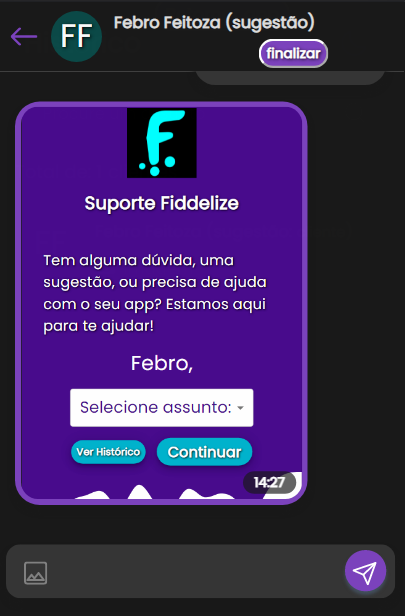 FF
Febro Feitoza (sugestão)
finalizar
F
Suporte Fiddelize
Tem alguma dúvida, uma
sugestão, ou precisa de ajuda
com o seu app? Estamos aqui
para te ajudar!
Febro,
Selecione assunto:
Ver Histórico
Continuar
14:27